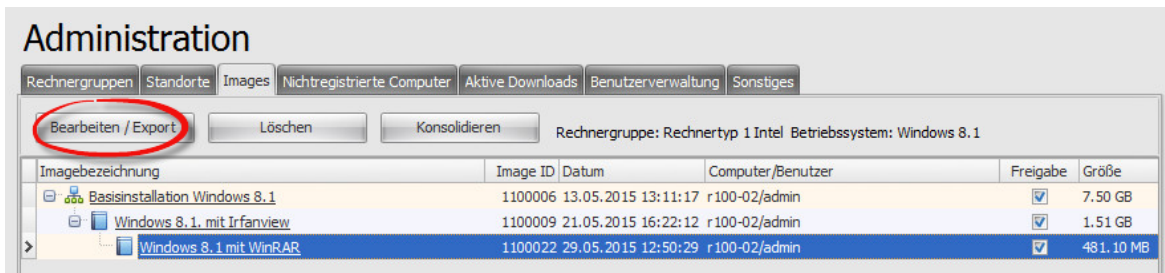 Administration
Rechnergruppen Standorte Images Nichtregistrierte Computer Aktive Downloads Benutzerverwaltung Sonstiges
Bearbeiten / Export Löschen Konsolidieren Rechnergruppe: Rechnertyp 1 Intel Betriebssystem: Windows 8.1
Imagebezeichnung Image ID Datum Computer/Benutzer Freigabe Größe
Basisinstallation Windows 8.1 1100006 13.05.2015 13:11:17 r100-02/admin 7.50 GB
Windows 8.1. mit Irfanview 1100009 21.05.2015 16:22:12 r100-02/admin 1.51 GB
Windows 8.1 mit WinRAR 1100022 29.05.2015 12:50:29 r100-02/admin 481.10 MB